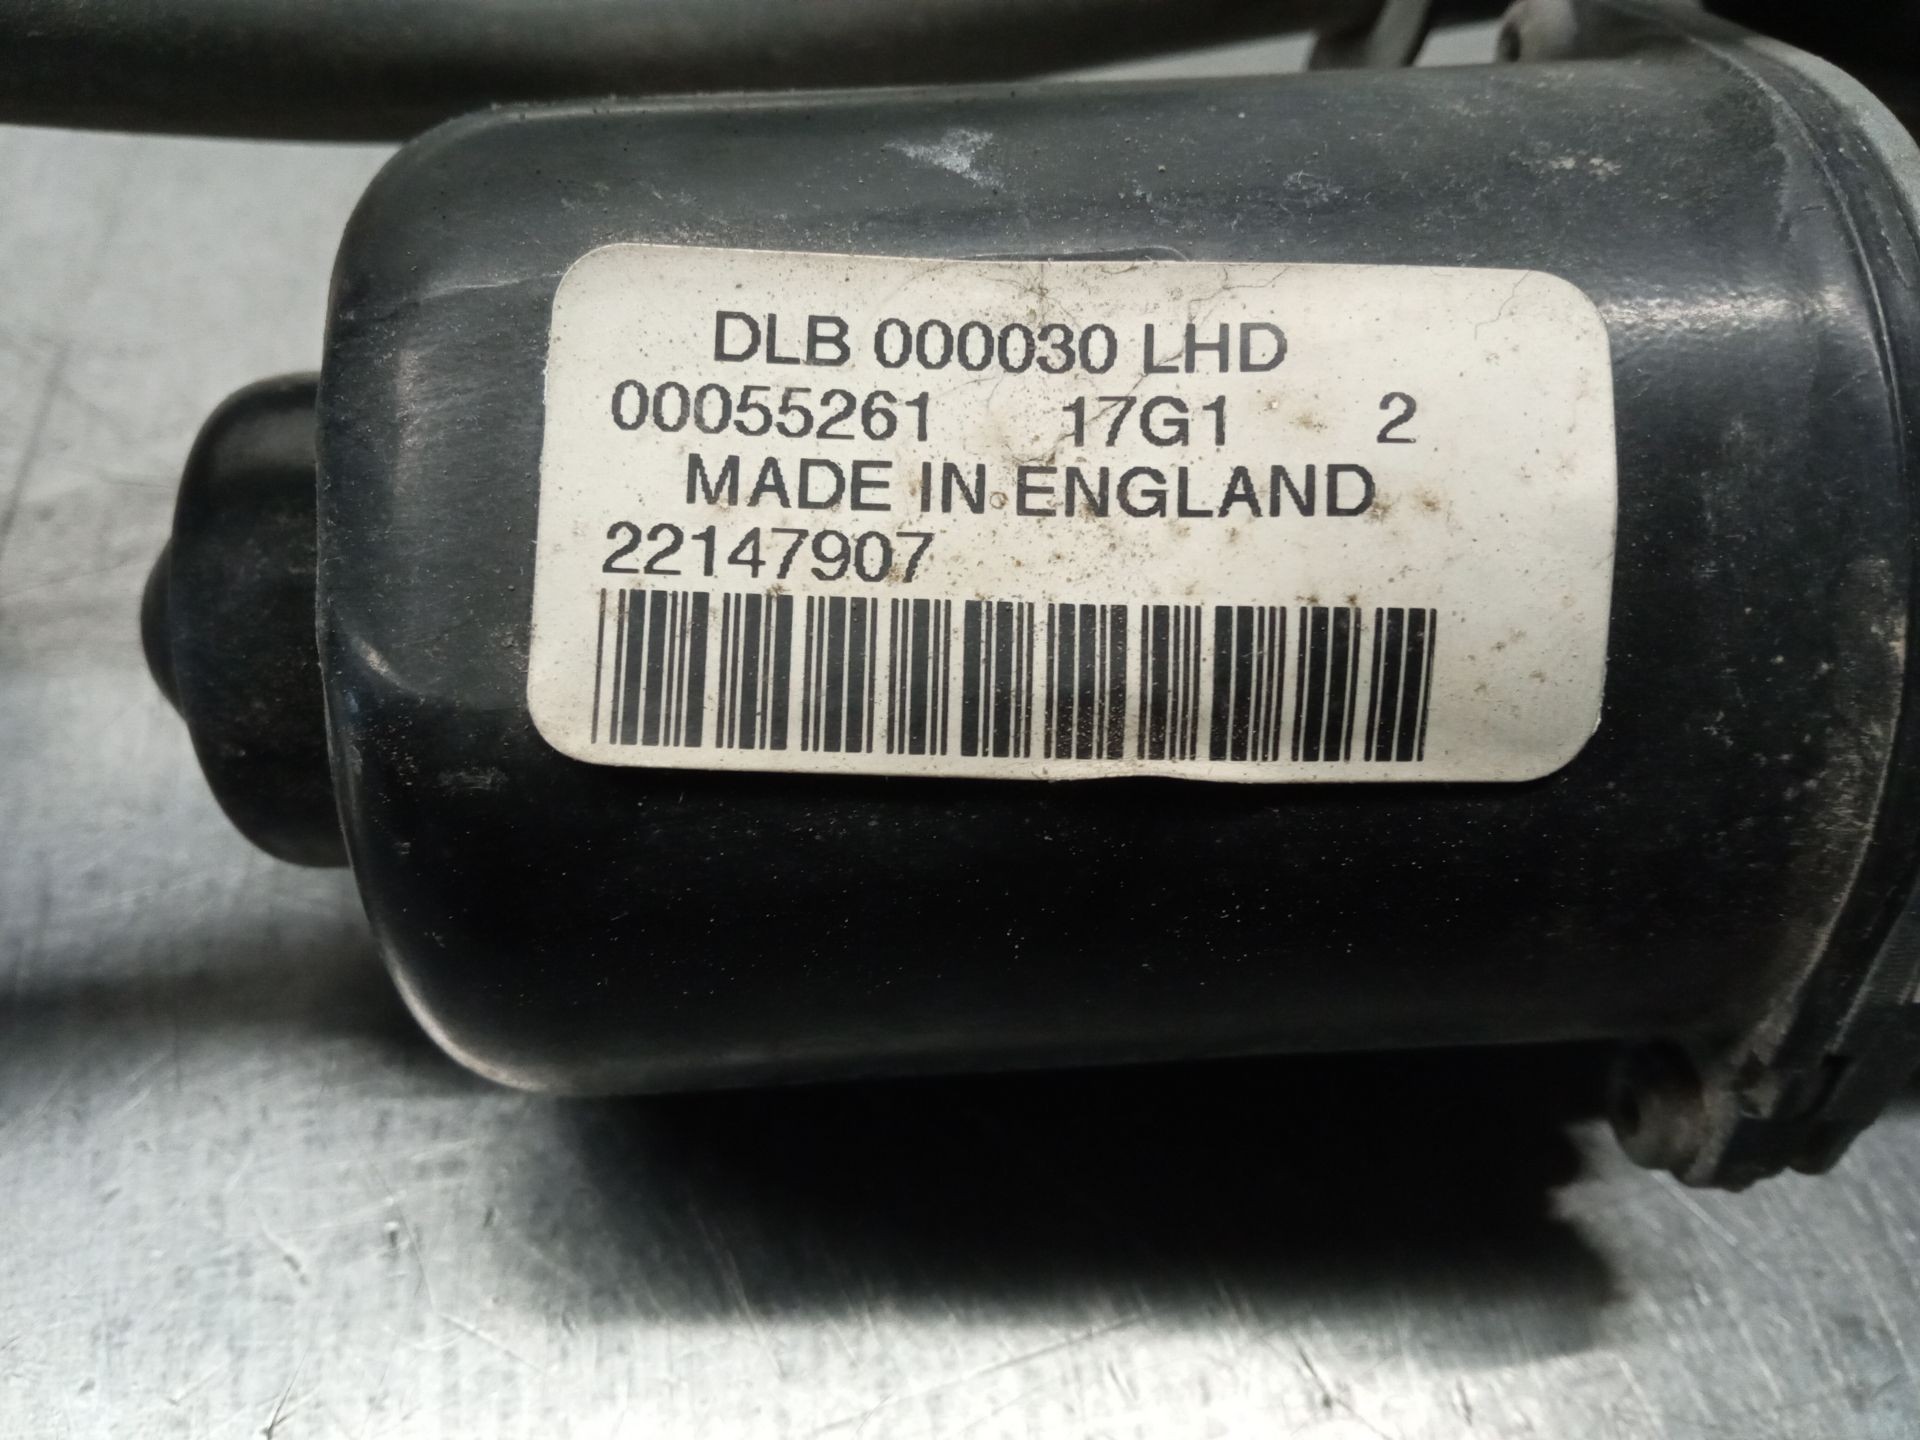 DLB 000030 LHD
00055261 17G1 2
MADE IN ENGLAND
22147907